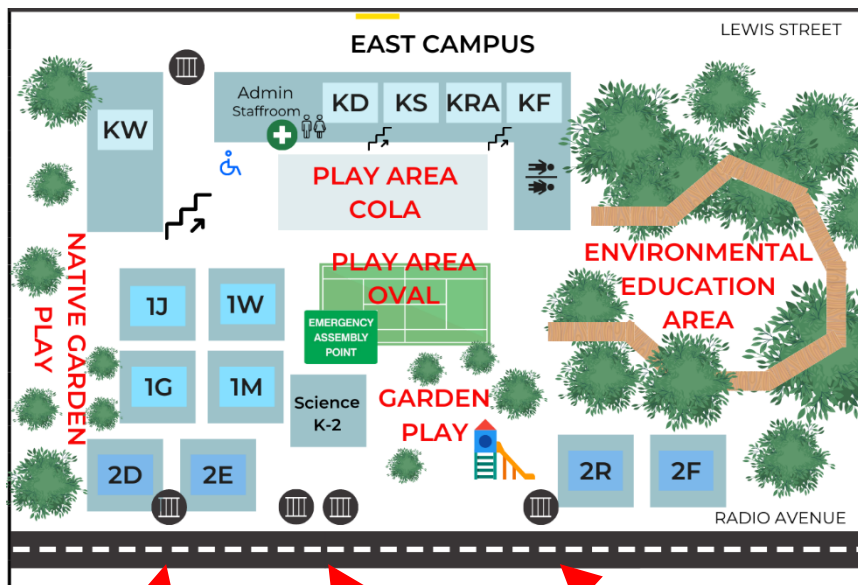 LEWIS STREET
EAST CAMPUS
Admin
Staffroom
KD
KS
KRA
KF
KW
PLAY AREA
COLA
NATIVE GARDEN
PLAY
PLAY AREA
OVAL
ENVIRONMENTAL
EDUCATION
AREA
1J
1W
EMERGENCY
ASSEMBLY
POINT
1G
1M
Science
K-2
GARDEN
PLAY
2D
2E
2R
2F
RADIO AVENUE